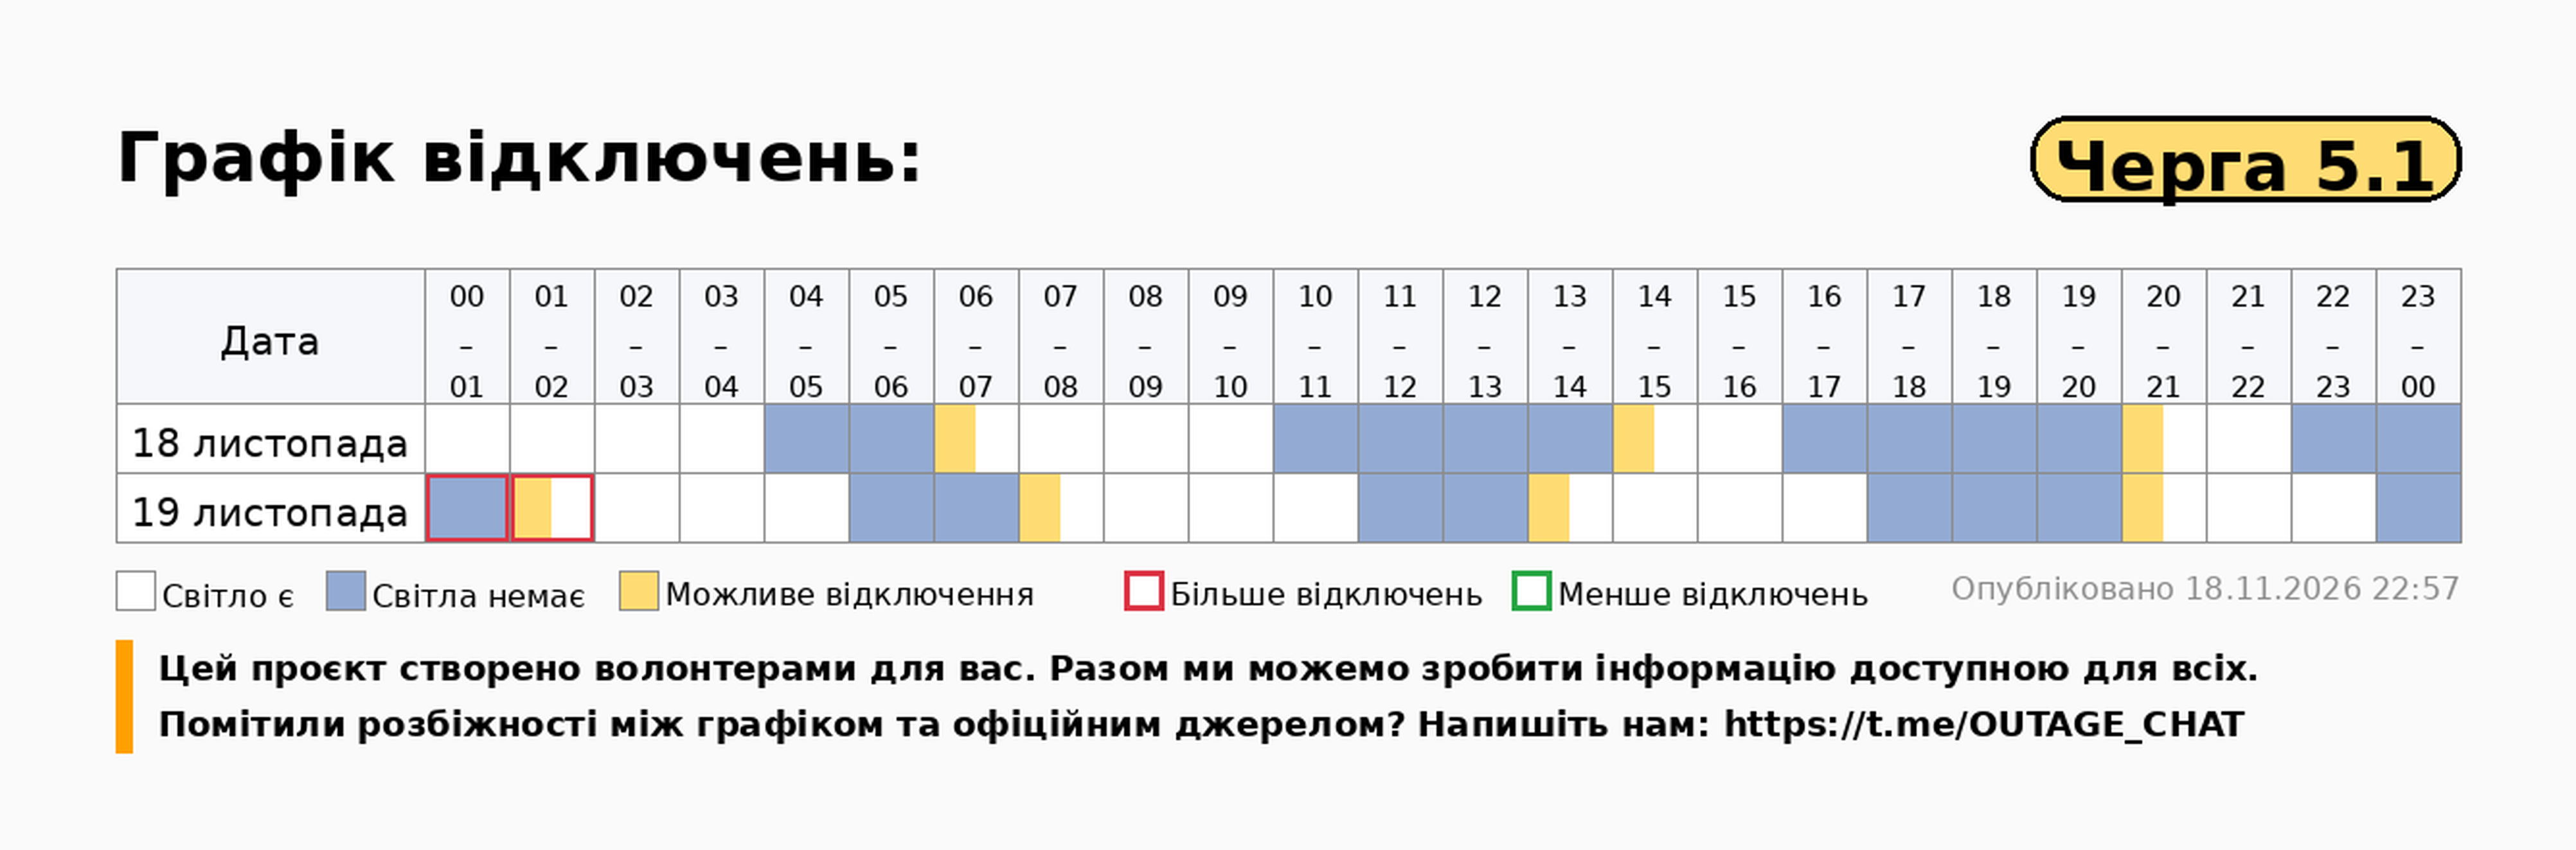 Графік відключень:
Черга 5.1
Дата
00 01 02 03 04 05 06 07 08 09 10 11 12 13 14 15 16 17 18 19 20 21 22 23
– – – – – – – – – – – – – – – – – – – – – – – –
01 02 03 04 05 06 07 08 09 10 11 12 13 14 15 16 17 18 19 20 21 22 23 00
18 листопада
19 листопада
Світло є Світла немає Можливе відключення Більше відключень Менше відключень Опубліковано 18.11.2026 22:57
Цей проєкт створено волонтерами для вас. Разом ми можемо зробити інформацію доступною для всіх.
Помітили розбіжності між графіком та офіційним джерелом? Напишіть нам: https://t.me/OUTAGE_CHAT